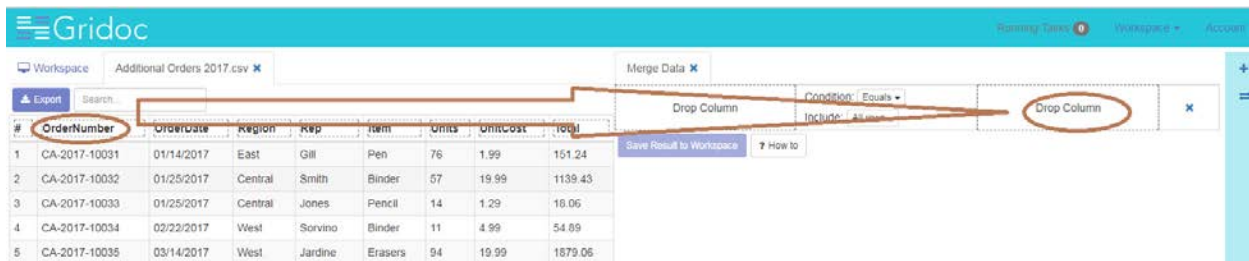 Gridoc
Running Tasks 0 Workspace Account
Workspace Additional Orders 2017.csv × Merge Data ×
Export Search...
Drop Column Condition: Equals Drop Column ×
Include:
# OrderNumber OrderDate Region Rep Item Units UnitCost Total
Save Result to Workspace ? How to
1 CA-2017-10031 01/14/2017 East Gill Pen 76 1.99 151.24
2 CA-2017-10032 01/25/2017 Central Smith Binder 57 19.99 1139.43
3 CA-2017-10033 01/25/2017 Central Jones Pencil 14 1.29 18.06
4 CA-2017-10034 02/22/2017 West Sorvino Binder 11 4.99 54.89
5 CA-2017-10035 03/14/2017 West Jardine Erasers 94 19.99 1879.06